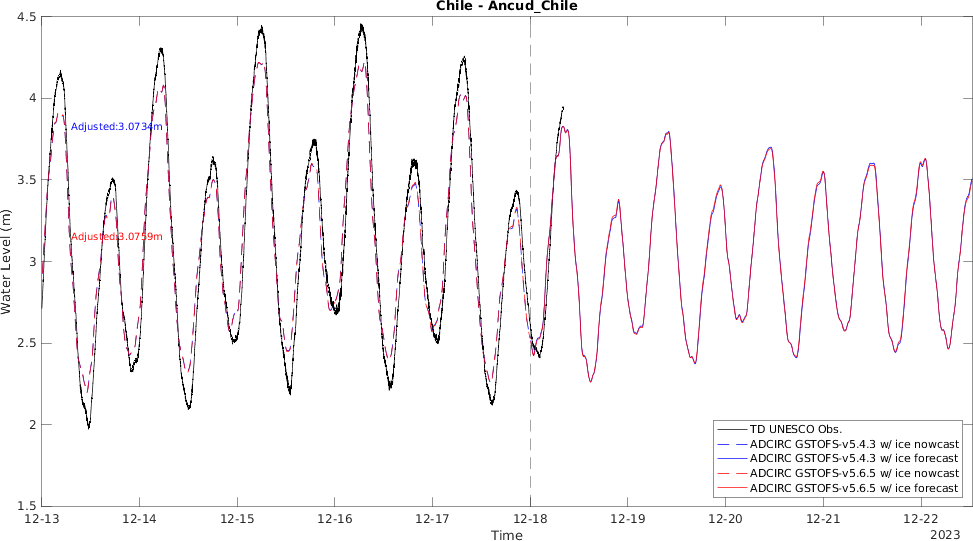 Chile - Ancud_Chile
4.5
4
3.5
3
2.5
2
1.5
Water Level (m)
Adjusted:3.0734m
Adjusted:3.0759m
TD UNESCO Obs.
ADCIRC GSTOFS-v5.4.3 w/ ice nowcast
ADCIRC GSTOFS-v5.4.3 w/ ice forecast
ADCIRC GSTOFS-v5.6.5 w/ ice nowcast
ADCIRC GSTOFS-v5.6.5 w/ ice forecast
12-13 12-14 12-15 12-16 12-17 12-18 12-19 12-20 12-21 12-22
Time
2023